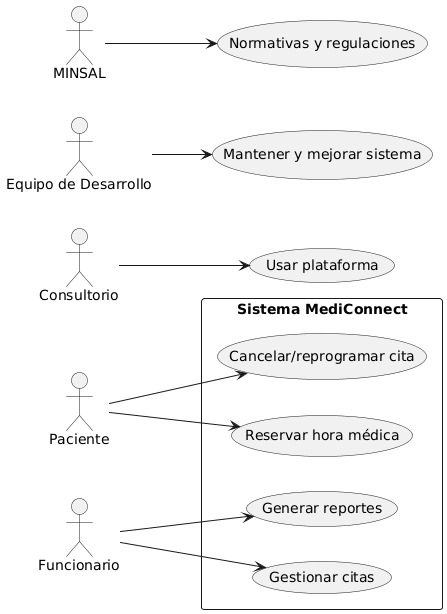 Normativas y regulaciones
MINSAL
Mantener y mejorar sistema
Equipo de Desarrollo
Usar plataforma
Consultorio
Sistema MediConnect
Cancelar/reprogramar cita
Paciente
Reservar hora médica
Generar reportes
Funcionario
Gestionar citas